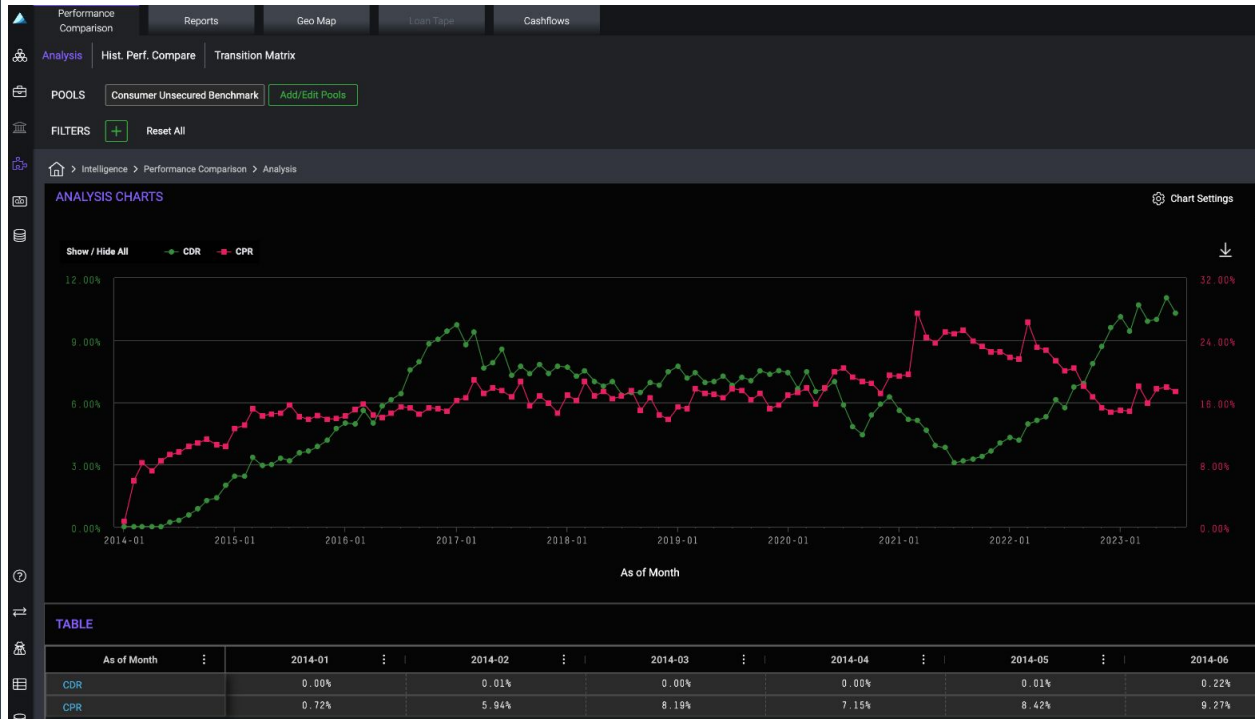 Performance
Comparison
Reports
Geo Map
Loan Tape
Cashflows
Analysis
Hist. Perf. Compare
Transition Matrix
POOLS
Consumer Unsecured Benchmark
Add/Edit Pools
FILTERS
+
Reset All
> Intelligence > Performance Comparison > Analysis
ANALYSIS CHARTS
Chart Settings
Show / Hide All
CDR
CPR
12.00%
32.00%
9.00%
24.00%
6.00%
16.00%
3.00%
8.00%
0.00%
0.00%
2014-01 2015-01 2016-01 2017-01 2018-01 2019-01 2020-01 2021-01 2022-01 2023-01
As of Month
TABLE
As of Month 2014-01 2014-02 2014-03 2014-04 2014-05 2014-06
CDR 0.00% 0.01% 0.00% 0.00% 0.01% 0.22%
CPR 0.72% 5.94% 8.19% 7.15% 8.42% 9.27%